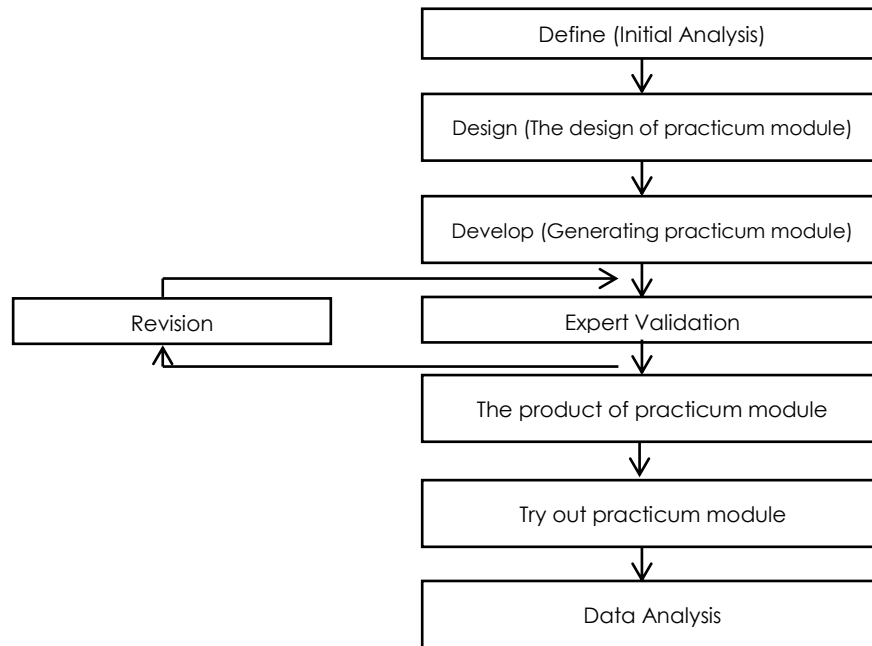 Define (Initial Analysis)
Design (The design of practicum module)
Develop (Generating practicum module)
Revision
Expert Validation
The product of practicum module
Try out practicum module
Data Analysis